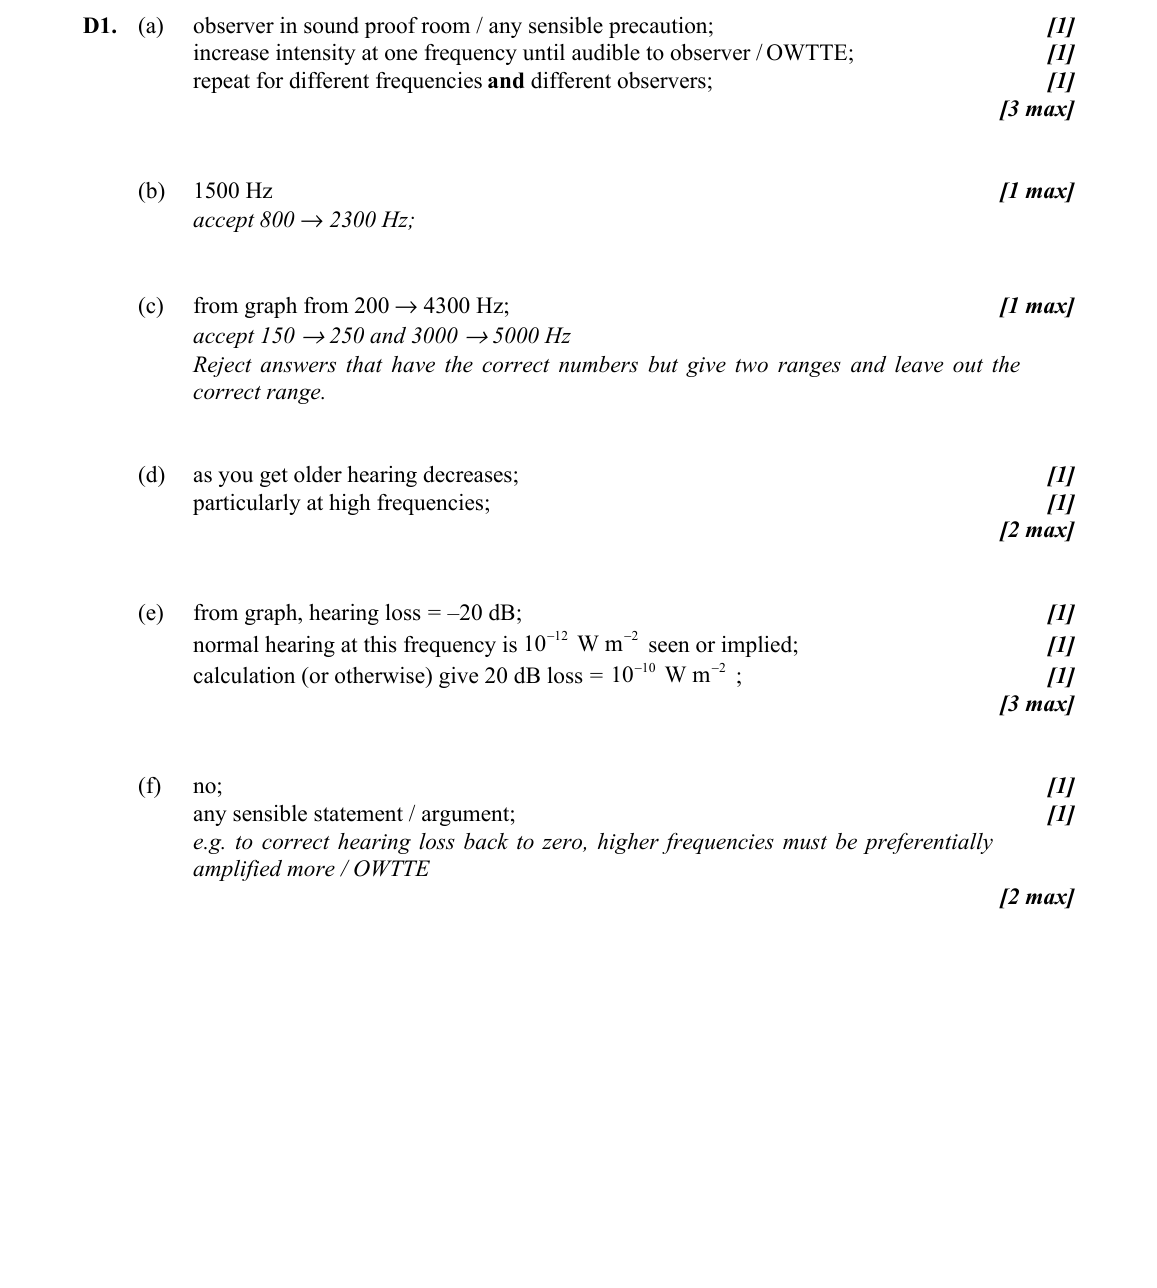 D1. (a) observer in sound proof room / any sensible precaution; [1]
increase intensity at one frequency until audible to observer / OWTTE; [1]
repeat for different frequencies and different observers; [1]
[3 max]
(b) 1500 Hz [1 max]
accept 800 → 2300 Hz;
(c) from graph from 200 → 4300 Hz; [1 max]
accept 150 → 250 and 3000 → 5000 Hz
Reject answers that have the correct numbers but give two ranges and leave out the
correct range.
(d) as you get older hearing decreases; [1]
particularly at high frequencies; [1]
[2 max]
(e) from graph, hearing loss = –20 dB; [1]
normal hearing at this frequency is 10⁻¹² W m⁻² seen or implied; [1]
calculation (or otherwise) give 20 dB loss = 10⁻¹⁰ W m⁻² ; [1]
[3 max]
(f) no; [1]
any sensible statement / argument; [1]
e.g. to correct hearing loss back to zero, higher frequencies must be preferentially
amplified more / OWTTE
[2 max]